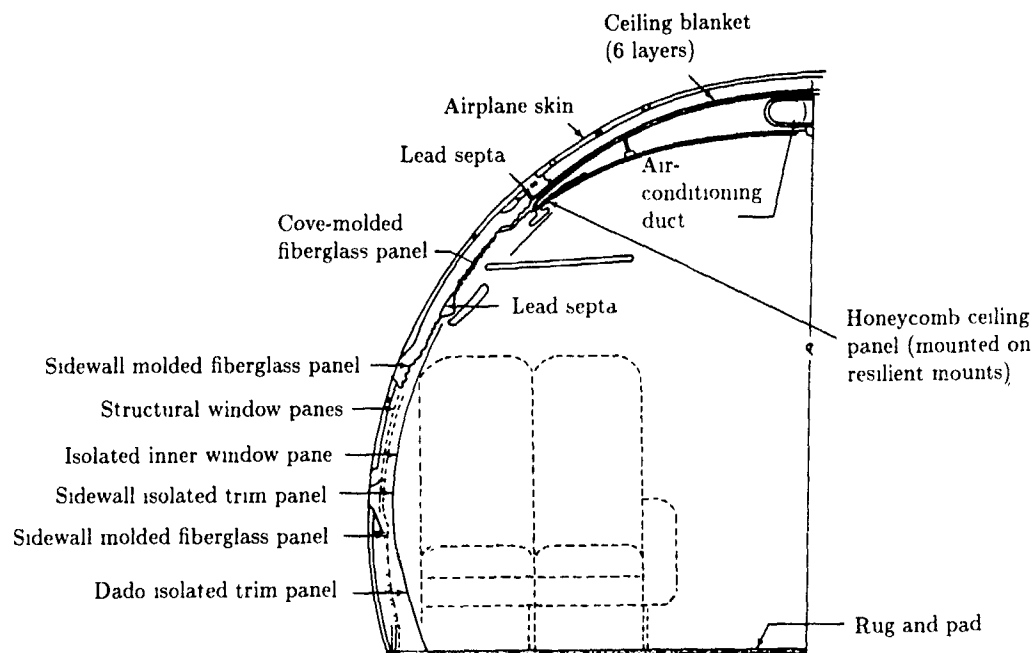 Ceiling blanket
(6 layers)
Airplane skin
Lead septa
Air-
conditioning
duct
Cove-molded
fiberglass panel
Lead septa
Honeycomb ceiling
panel (mounted on
resilient mounts)
Sidewall molded fiberglass panel
Structural window panes
Isolated inner window pane
Sidewall isolated trim panel
Sidewall molded fiberglass panel
Dado isolated trim panel
Rug and pad